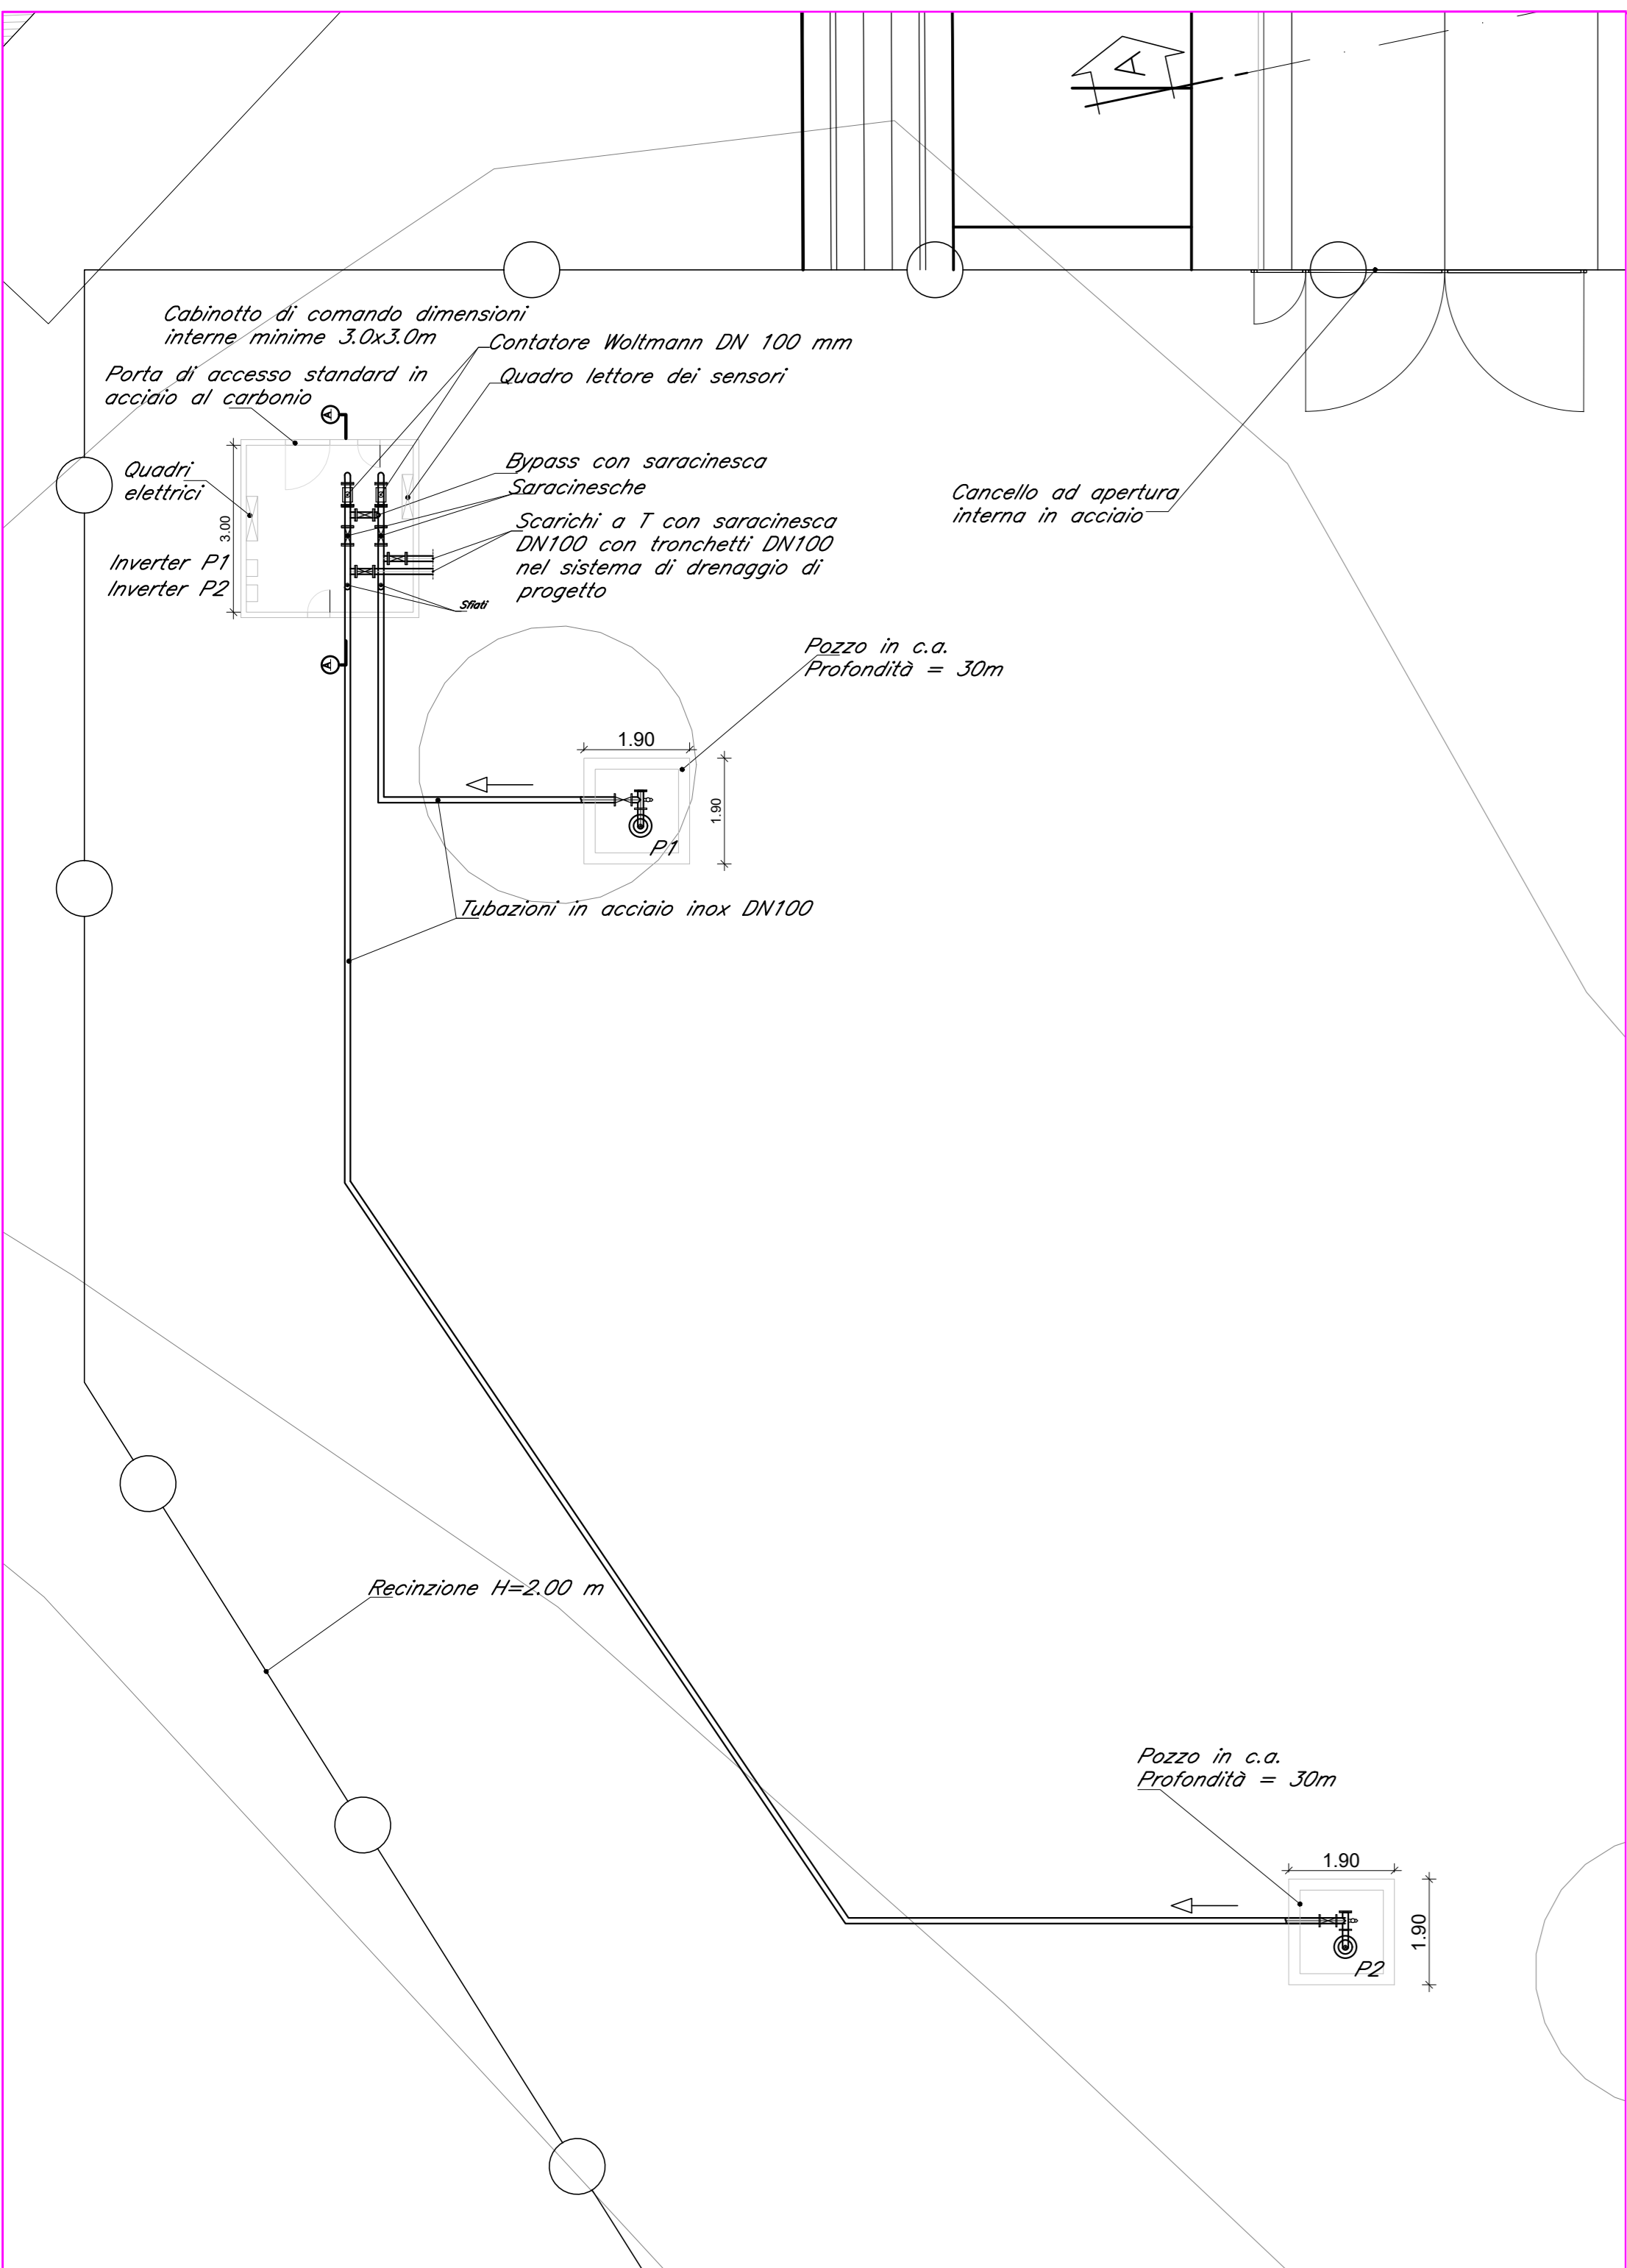 A
Cabinotto di comando dimensioni
interne minime 3.0x3.0m
Contatore Woltmann DN 100 mm
Porta di accesso standard in
acciaio al carbonio
Quadro lettore dei sensori
A
Quadri
elettrici
Bypass con saracinesca
Saracinesche
Cancello ad apertura
interna in acciaio
Scarichi a T con saracinesca
DN100 con tronchetti DN100
nel sistema di drenaggio di
progetto
3.00
Inverter P1
Inverter P2
Sfiati
A
Pozzo in c.a.
Profondità = 30m
1.90
1.90
P1
Tubazioni in acciaio inox DN100
Recinzione H=2.00 m
Pozzo in c.a.
Profondità = 30m
1.90
1.90
P2